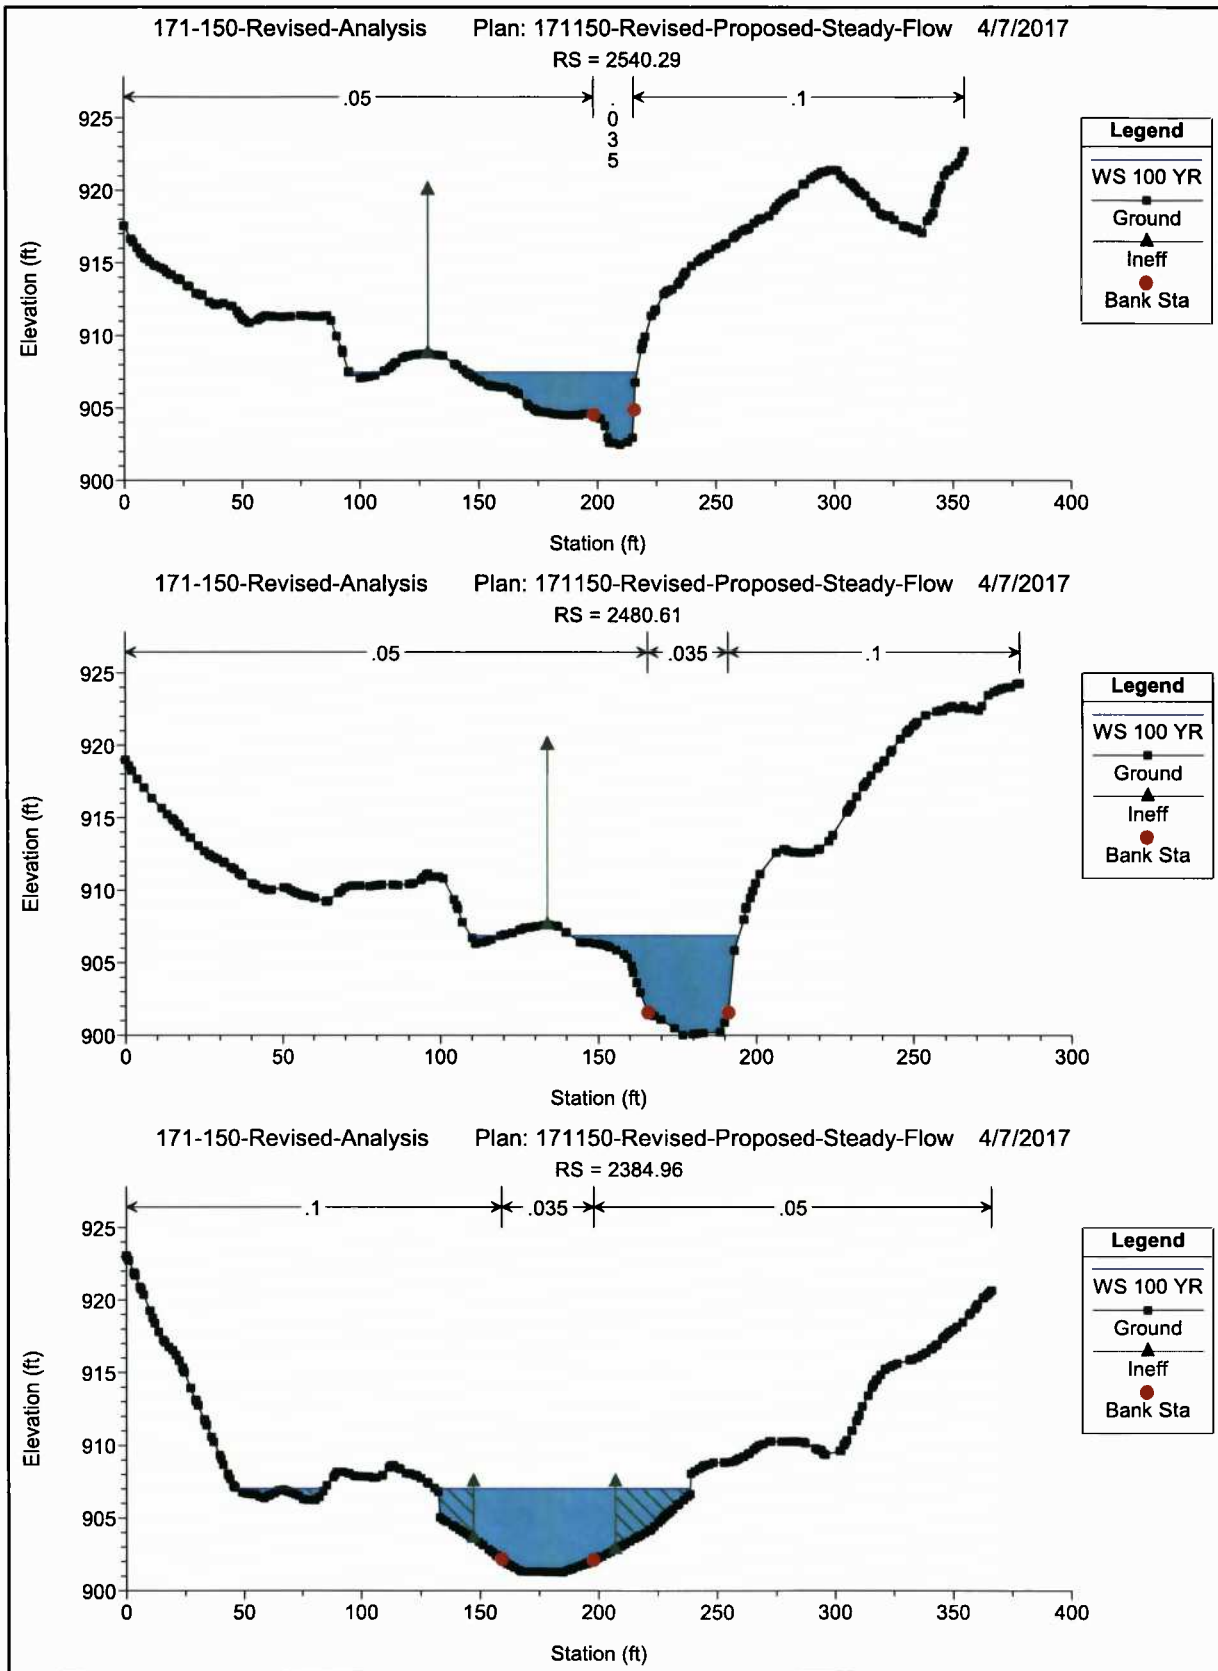 171-150-Revised-Analysis Plan: 171150-Revised-Proposed-Steady-Flow 4/7/2017
RS = 2540.29
.05 .035 .1
925
920
915
910
905
900
Elevation (ft)
0 50 100 150 200 250 300 350 400
Station (ft)
Legend
WS 100 YR
Ground
Ineff
Bank Sta
171-150-Revised-Analysis Plan: 171150-Revised-Proposed-Steady-Flow 4/7/2017
RS = 2480.61
.05 .035 .1
925
920
915
910
905
900
Elevation (ft)
0 50 100 150 200 250 300
Station (ft)
Legend
WS 100 YR
Ground
Ineff
Bank Sta
171-150-Revised-Analysis Plan: 171150-Revised-Proposed-Steady-Flow 4/7/2017
RS = 2384.96
.1 .035 .05
925
920
915
910
905
900
Elevation (ft)
0 50 100 150 200 250 300 350 400
Station (ft)
Legend
WS 100 YR
Ground
Ineff
Bank Sta